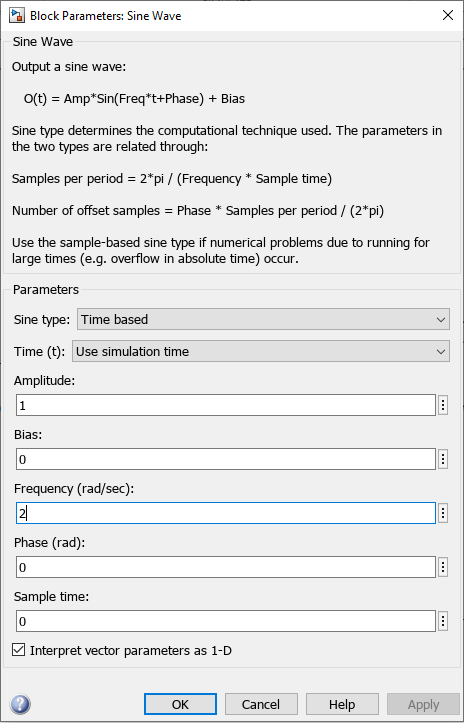 Block Parameters: Sine Wave
Sine Wave
Output a sine wave:
O(t) = Amp*Sin(Freq*t+Phase) + Bias
Sine type determines the computational technique used. The parameters in
the two types are related through:
Samples per period = 2*pi / (Frequency * Sample time)
Number of offset samples = Phase * Samples per period / (2*pi)
Use the sample-based sine type if numerical problems due to running for
large times (e.g. overflow in absolute time) occur.
Parameters
Sine type: Time based
Time (t): Use simulation time
Amplitude:
1
Bias:
0
Frequency (rad/sec):
2
Phase (rad):
0
Sample time:
0
Interpret vector parameters as 1-D
? OK Cancel Help Apply